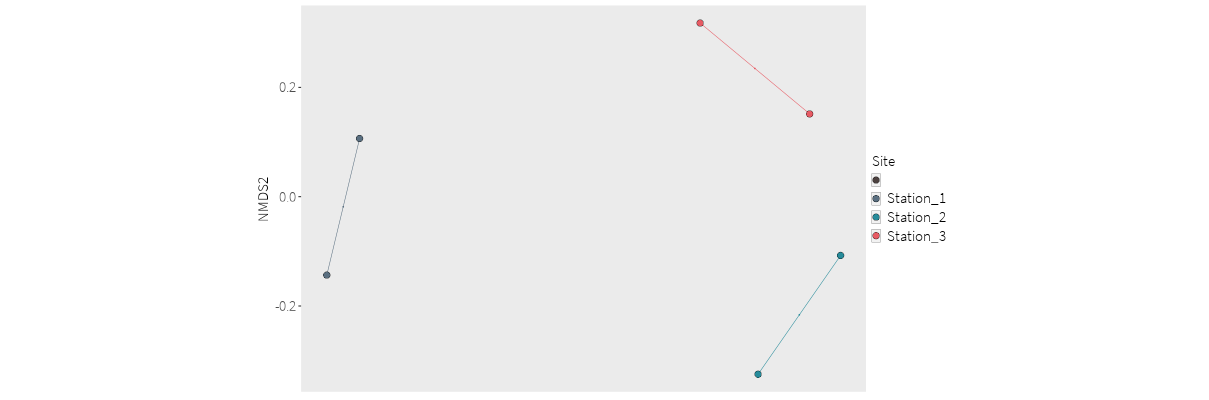 0.2
0.0
-0.2
NMDS2
Site
Station_1
Station_2
Station_3